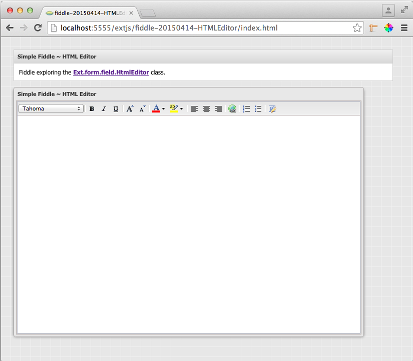 fiddle-20150414-HTMLEd
localhost:5555/extjs/fiddle-20150414-HTMLEditor/index.html
Simple Fiddle ~ HTML Editor
Fiddle exploring the Ext.form.field.HtmlEditor class.
Simple Fiddle ~ HTML Editor
Tahoma B I U A A A